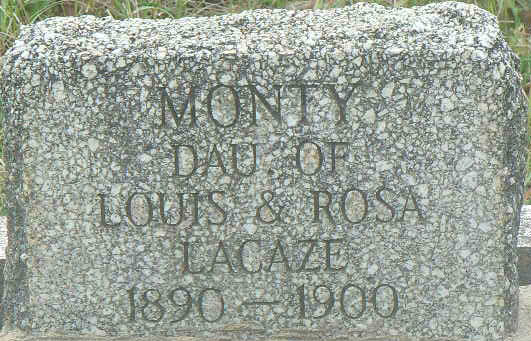 MONTY
DAU OF
LOUIS & ROSA
LACAZE
1890 — 1900